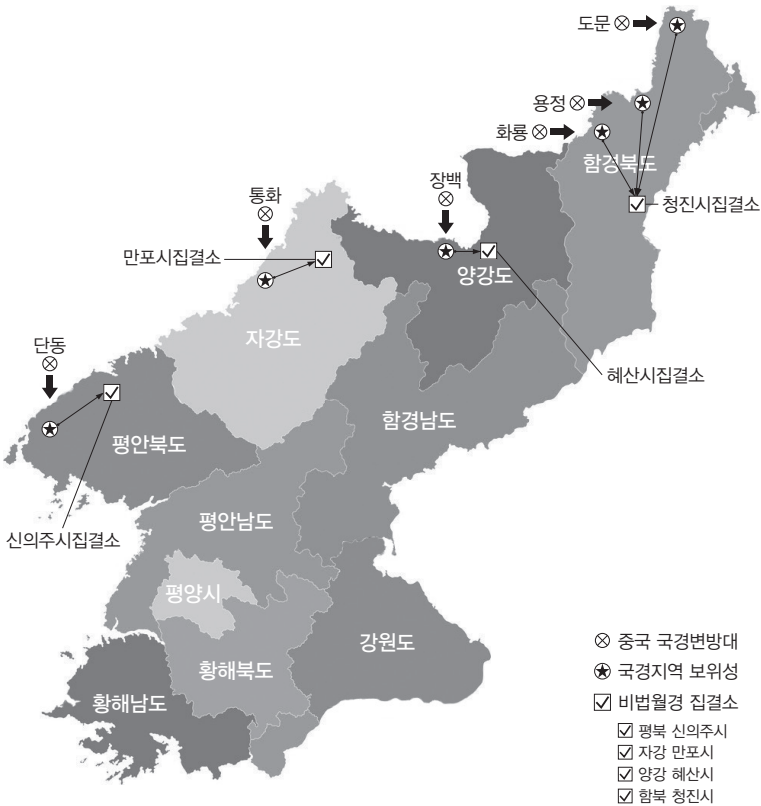 도문
용정
화룡
함경북도
청진시집결소
장백
통화
만포시집결소
양강도
자강도
혜산시집결소
단동
함경남도
평안북도
신의주시집결소
평안남도
평양시
강원도
황해북도
황해남도
중국 국경변방대
국경지역 보위성
비법월경 집결소
평북 신의주시
자강 만포시
양강 혜산시
함북 청진시